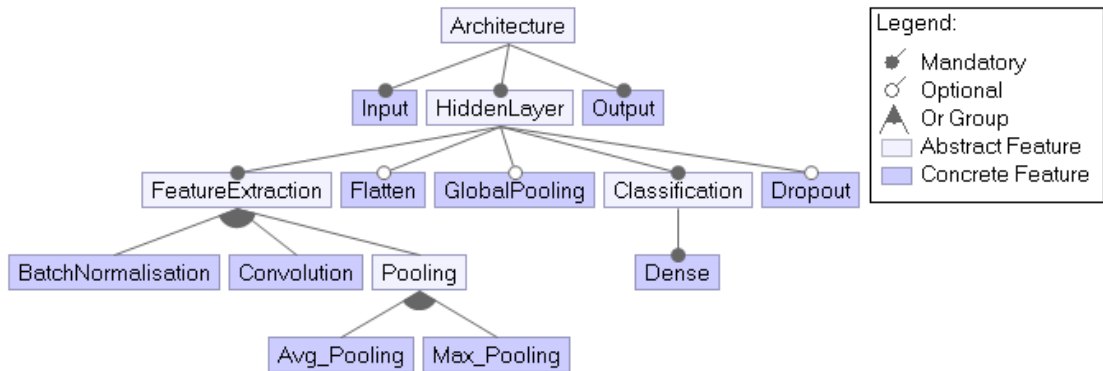 Architecture
Legend:
Mandatory
Optional
Or Group
Abstract Feature
Concrete Feature
Input
HiddenLayer
Output
FeatureExtraction
Flatten
GlobalPooling
Classification
Dropout
BatchNormalisation
Convolution
Pooling
Dense
Avg_Pooling
Max_Pooling